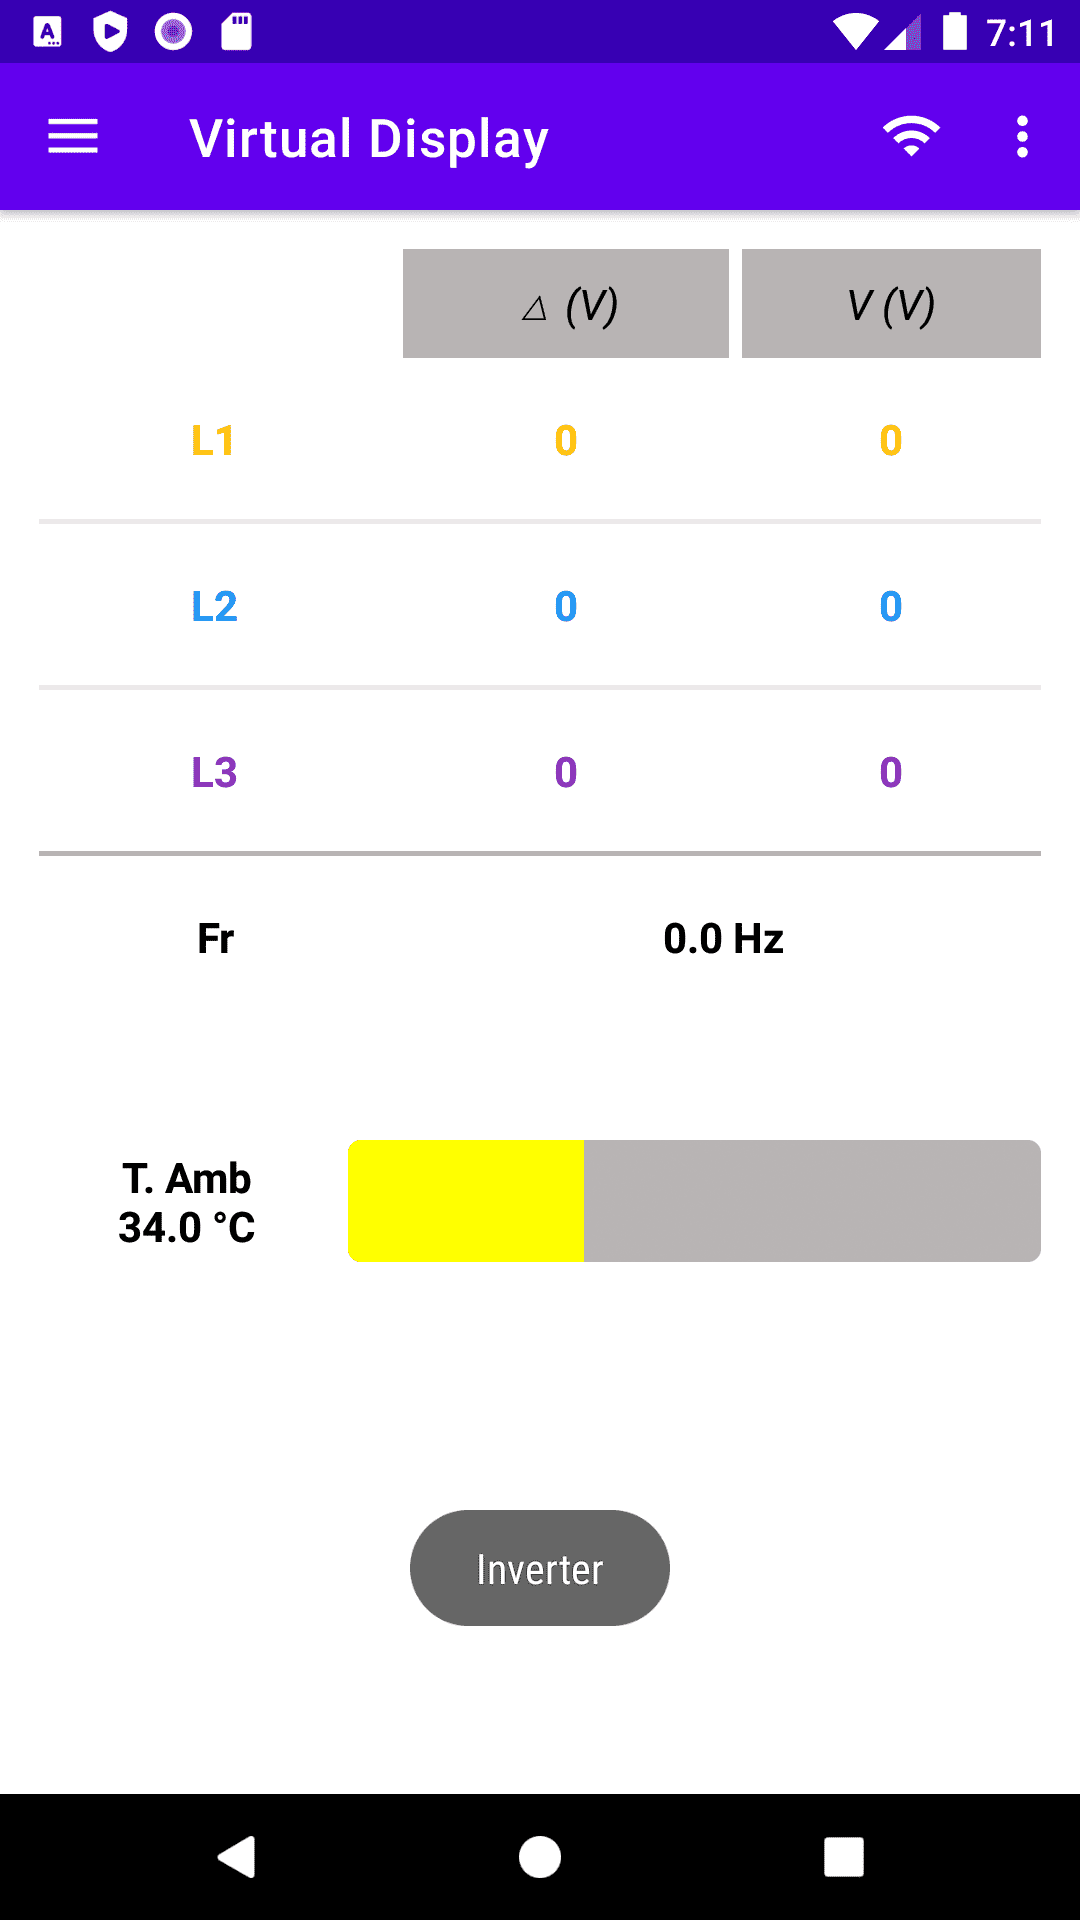 7:11
Virtual Display
△ (V) V (V)
L1 0 0
L2 0 0
L3 0 0
Fr 0.0 Hz
T. Amb
34.0 °C
Inverter